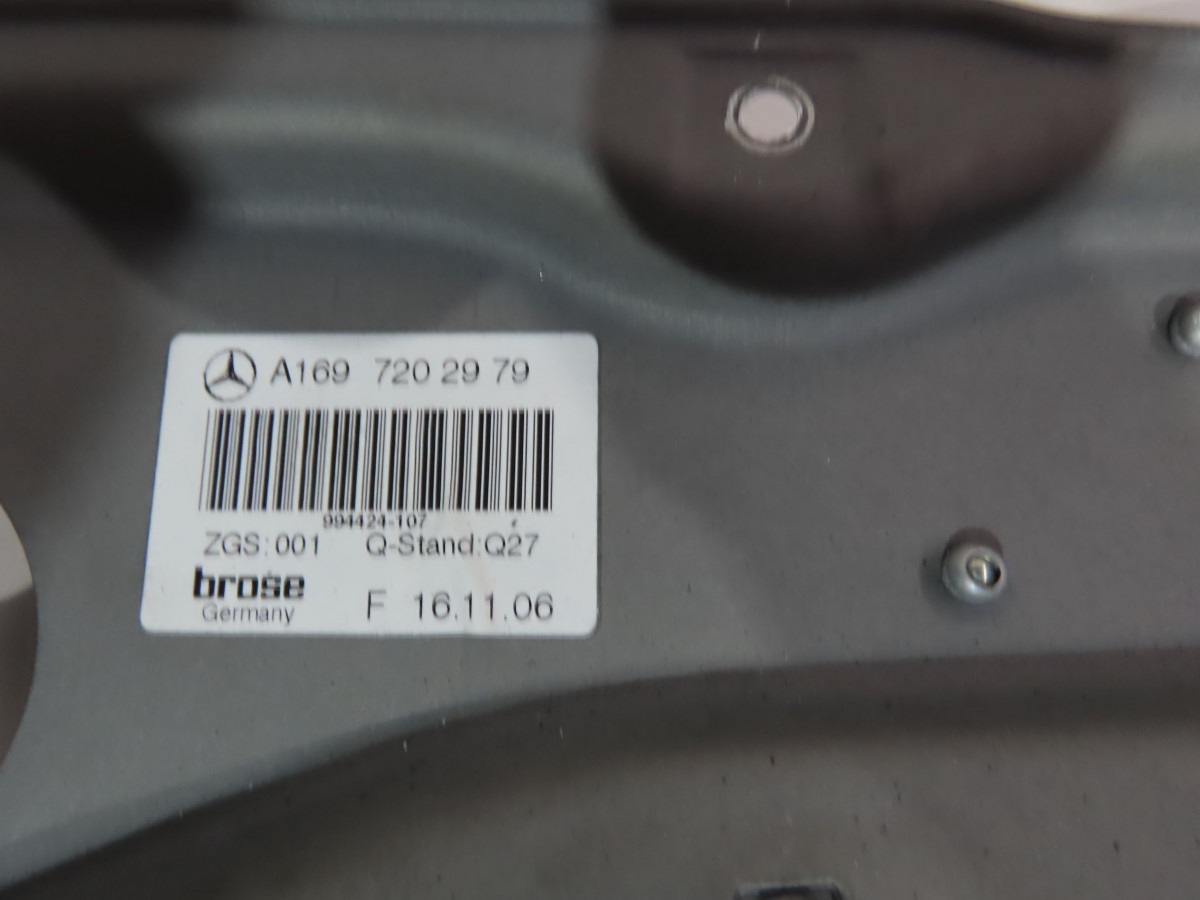 A169 720 29 79
994424-107
ZGS:001 Q-Stand:Q27
brose
Germany
F 16.11.06